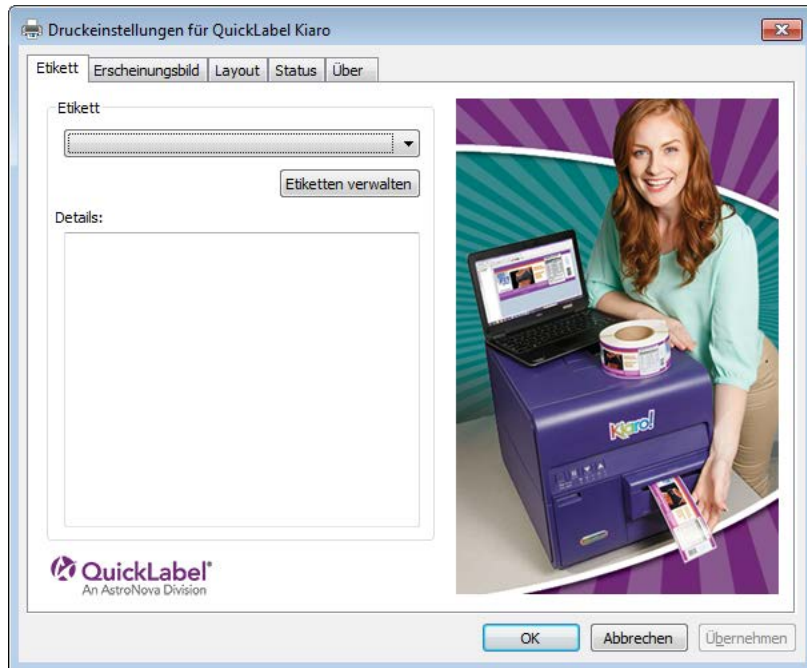 Druckeinstellungen für QuickLabel Kiaro
Etikett
Erscheinungsbild
Layout
Status
Über
Etikett
Etiketten verwalten
Details:
Kiaro!
QuickLabel®
An AstroNova Division
OK
Abbrechen
Übernehmen